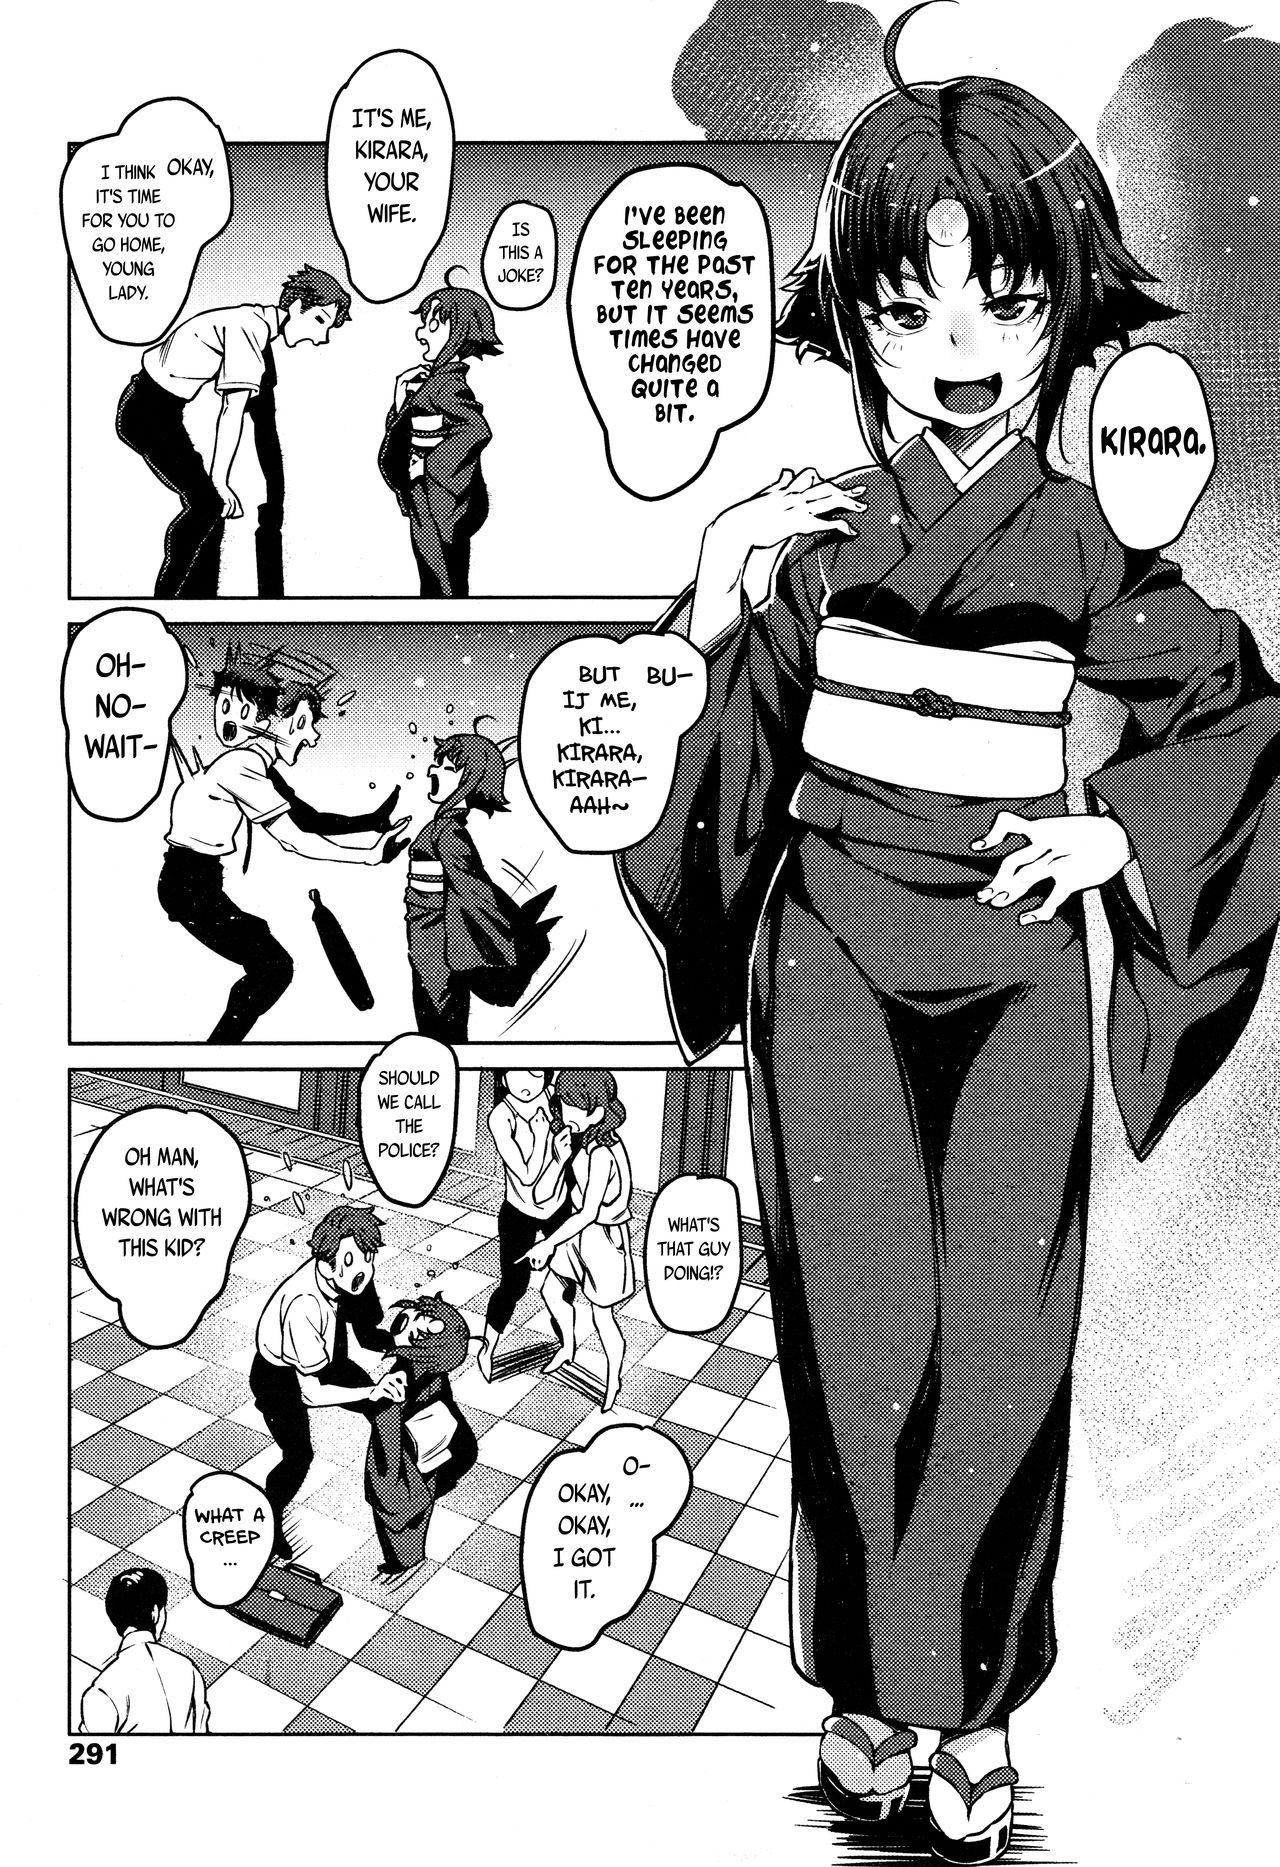 KIRARA.
I'VE BEEN
SLEEPING
FOR THE PAST
TEN YEARS,
BUT IT SEEMS
TIMES HAVE
CHANGED
QUITE A
BIT.
IS
THIS A
JOKE?
IT'S ME,
KIRARA,
YOUR
WIFE.
OKAY,
I THINK
IT'S TIME
FOR YOU TO
GO HOME,
YOUNG
LADY.
BU–
BUT
IJ ME,
KI...
KIRARA,
KIRARA–
AAH~
OH–
NO–
WAIT–
SHOULD
WE CALL
THE
POLICE?
WHAT'S
THAT GUY
DOING!?
OH MAN,
WHAT'S
WRONG WITH
THIS KID?
O–
...
OKAY,
OKAY,
I GOT
IT.
WHAT A
CREEP
...
291